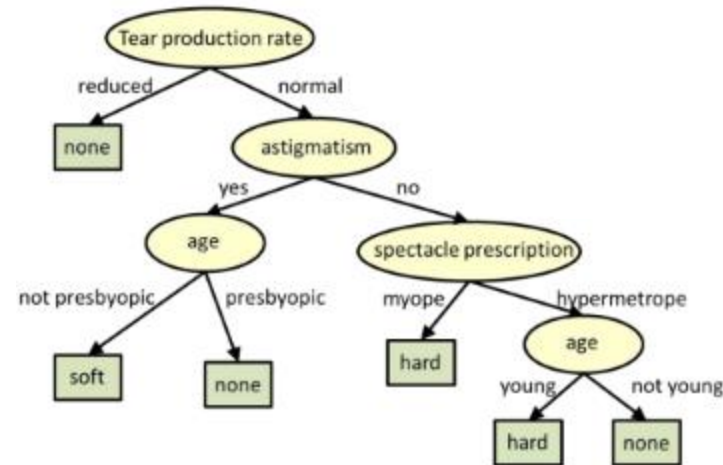 Tear production rate
reduced
normal
none
astigmatism
yes
no
age
spectacle prescription
not presbyopic
presbyopic
myope
hypermetrope
soft
none
hard
age
young
not young
hard
none